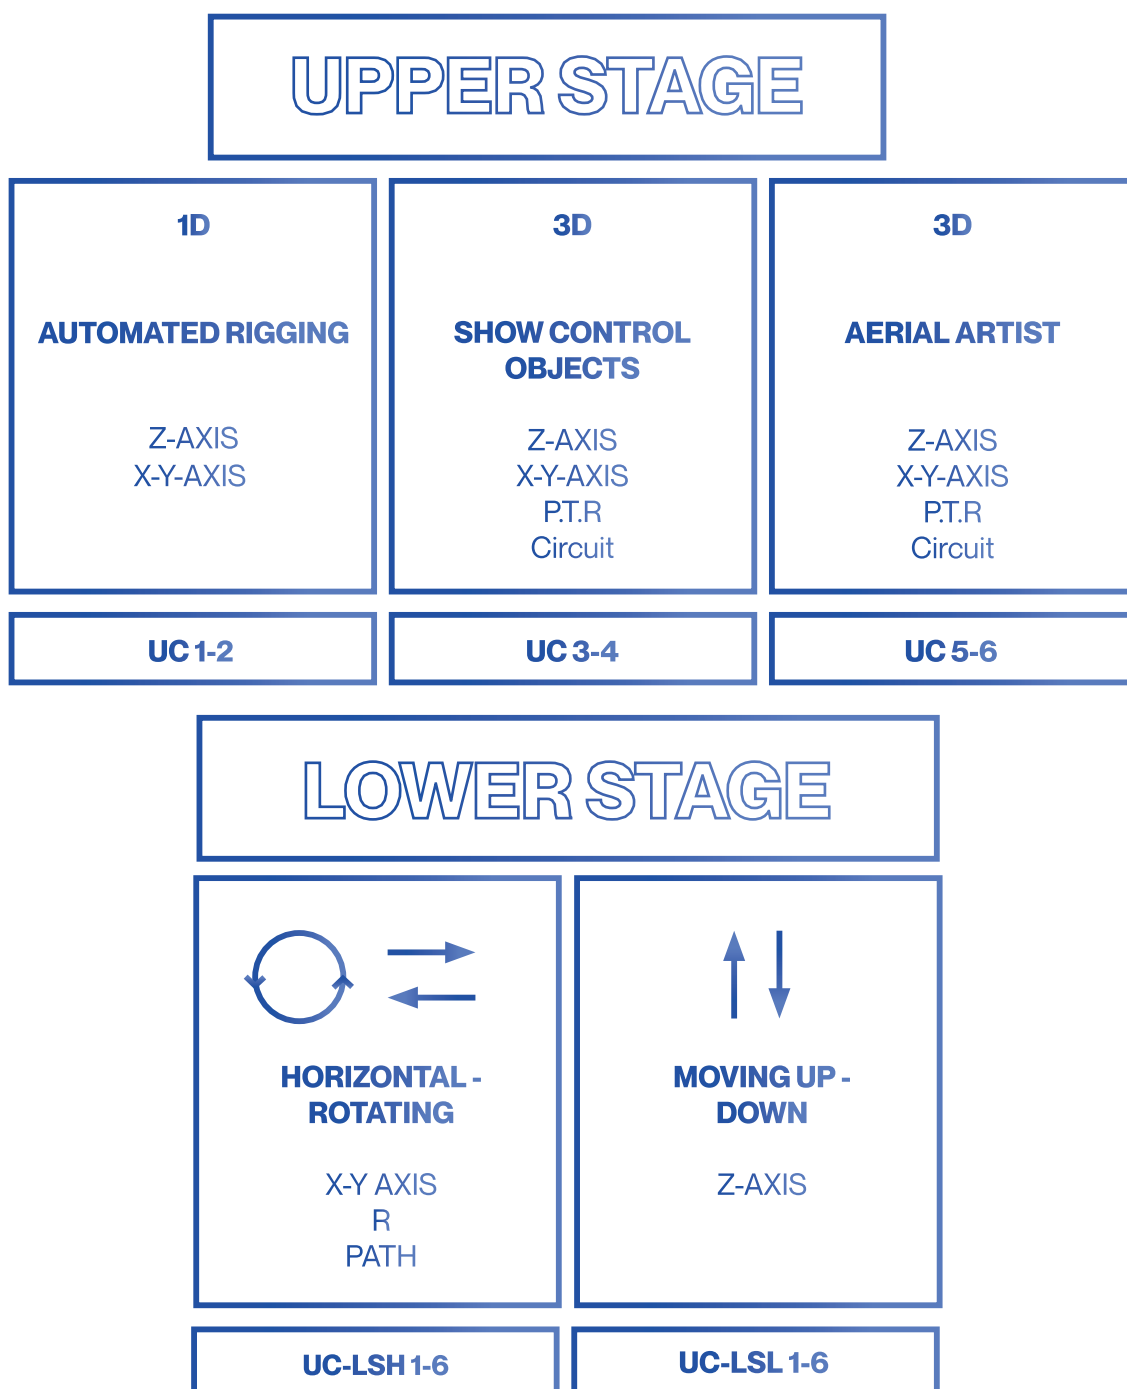 UPPER STAGE
1D
AUTOMATED RIGGING
Z-AXIS
X-Y-AXIS
UC 1-2
3D
SHOW CONTROL
OBJECTS
Z-AXIS
X-Y-AXIS
P.T.R
Circuit
UC 3-4
3D
AERIAL ARTIST
Z-AXIS
X-Y-AXIS
P.T.R
Circuit
UC 5-6
LOWER STAGE
HORIZONTAL -
ROTATING
X-Y AXIS
R
PATH
UC-LSH 1-6
MOVING UP -
DOWN
Z-AXIS
UC-LSL 1-6